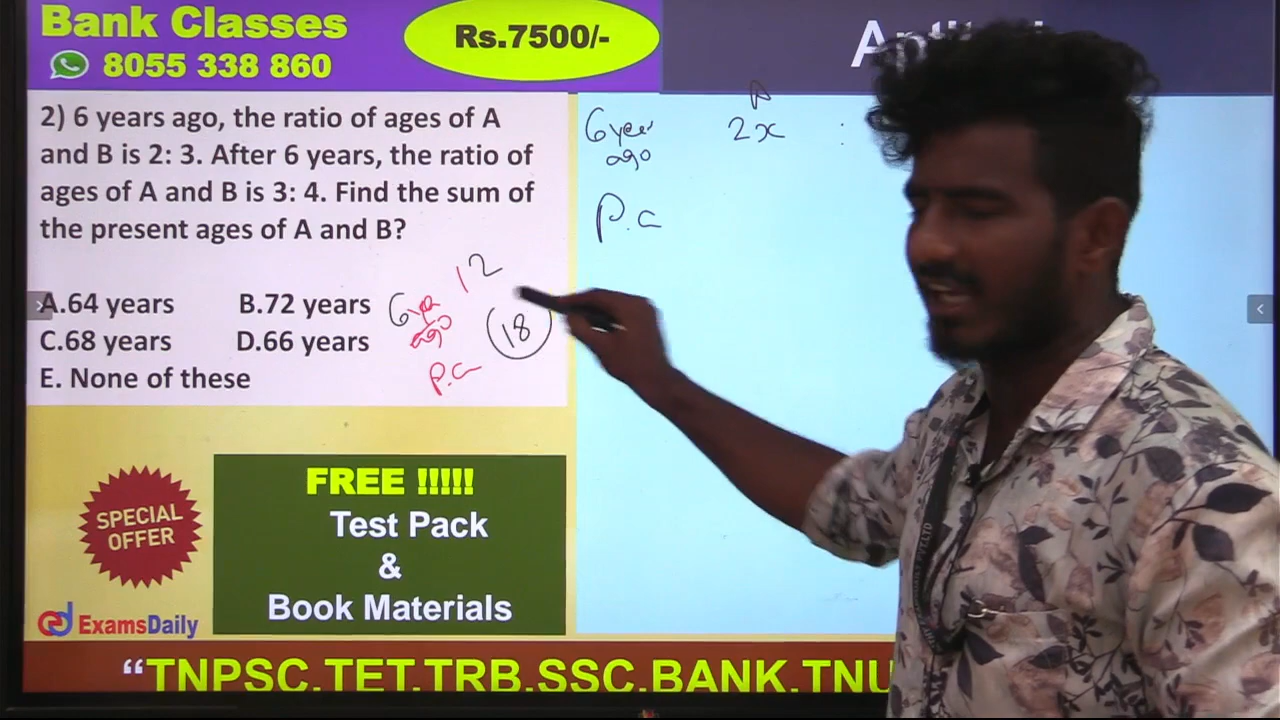 Bank Classes
8055 338 860
Rs.7500/-
2) 6 years ago, the ratio of ages of A
and B is 2: 3. After 6 years, the ratio of
ages of A and B is 3: 4. Find the sum of
the present ages of A and B?
A.64 years B.72 years
C.68 years D.66 years
E. None of these
6 year
ago
12
18
P.a
A
6 year
ago
2x :
P.a
SPECIAL
OFFER
FREE !!!!!
Test Pack
&
Book Materials
ExamsDaily
“TNPSC.TET.TRB.SSC.BANK.TNU